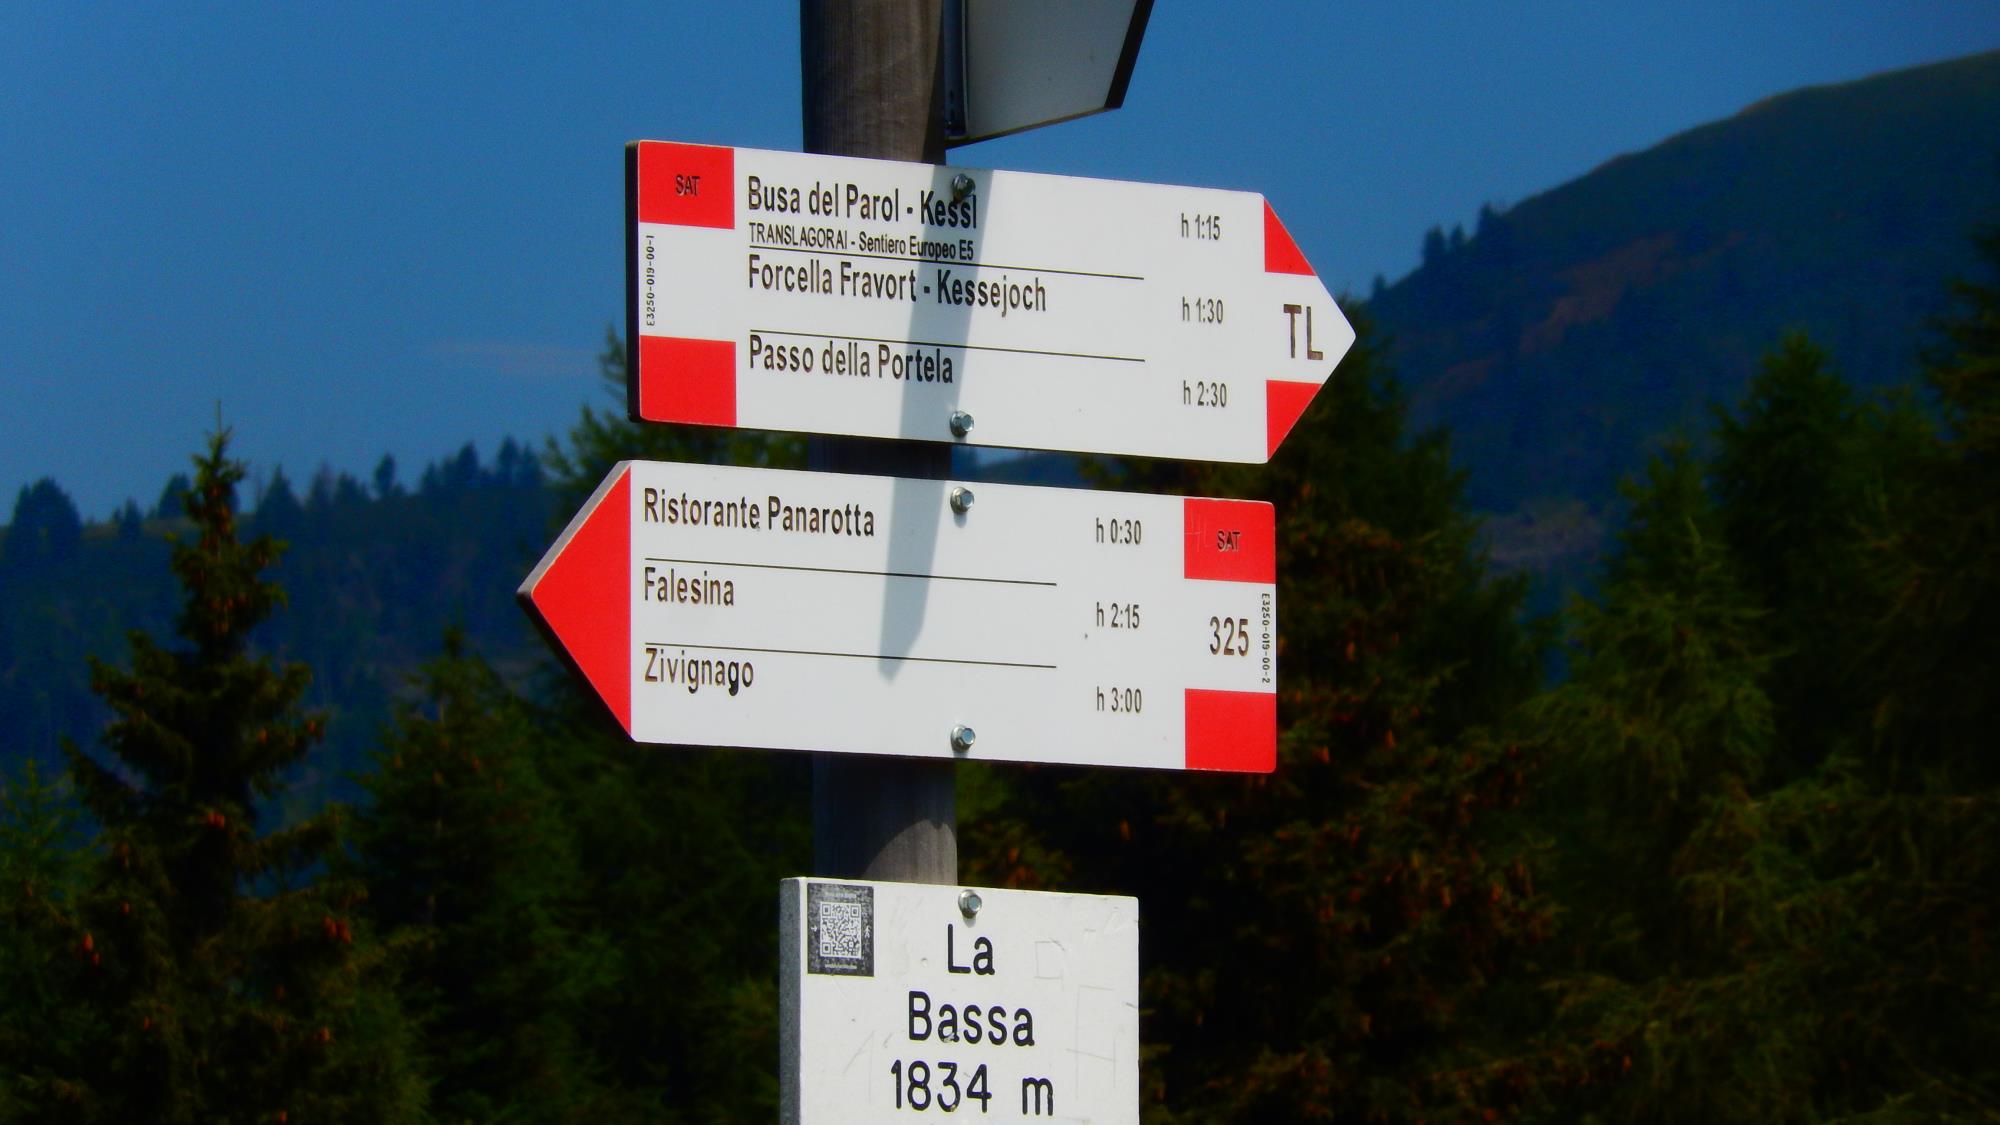 SAT
Busa del Parol - Kessl h 1:15
TRANSLAGORAI - Sentiero Europeo E5
Forcella Fravort - Kessejoch h 1:30
Passo della Portela h 2:30
TL
E3250-019-00-1
Ristorante Panarotta h 0:30
Falesina h 2:15
Zivignago h 3:00
SAT
325
E3250-019-00-2
La
Bassa
1834 m